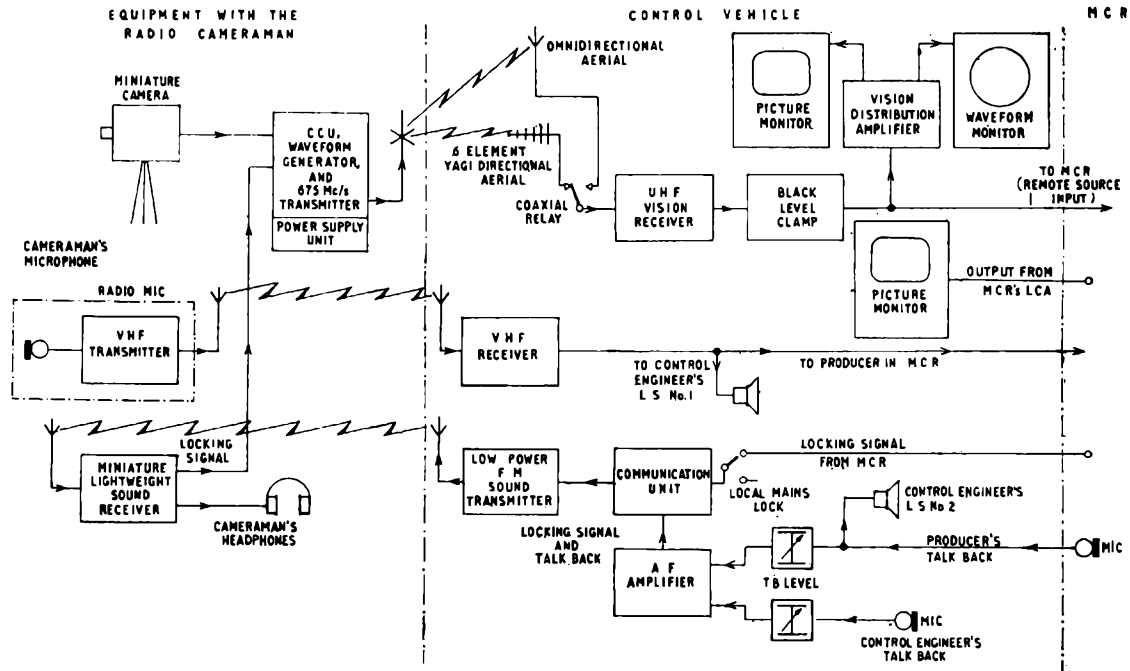 EQUIPMENT WITH THE
RADIO CAMERAMAN
CONTROL VEHICLE
MCR
MINIATURE
CAMERA
CCU,
WAVEFORM
GENERATOR,
AND
675 Mc/s
TRANSMITTER
POWER SUPPLY
UNIT
OMNIDIRECTIONAL
AERIAL
6 ELEMENT
YAGI DIRECTIONAL
AERIAL
COAXIAL
RELAY
UHF
VISION
RECEIVER
BLACK
LEVEL
CLAMP
PICTURE
MONITOR
VISION
DISTRIBUTION
AMPLIFIER
WAVEFORM
MONITOR
TO MCR
(REMOTE SOURCE
INPUT)
PICTURE
MONITOR
OUTPUT FROM
MCR's LCA
CAMERAMAN'S
MICROPHONE
RADIO MIC
VHF
TRANSMITTER
VHF
RECEIVER
TO CONTROL
ENGINEER'S
LS No.1
TO PRODUCER IN MCR
LOCKING
SIGNAL
MINIATURE
LIGHTWEIGHT
SOUND
RECEIVER
CAMERAMAN'S
HEADPHONES
LOW POWER
FM
SOUND
TRANSMITTER
COMMUNICATION
UNIT
LOCKING SIGNAL
FROM MCR
LOCAL MAINS
LOCK
LOCKING SIGNAL
AND
TALK BACK
AF
AMPLIFIER
TB LEVEL
CONTROL ENGINEER'S
LS No 2
PRODUCER'S
TALK BACK
MIC
MIC
CONTROL ENGINEER'S
TALK BACK